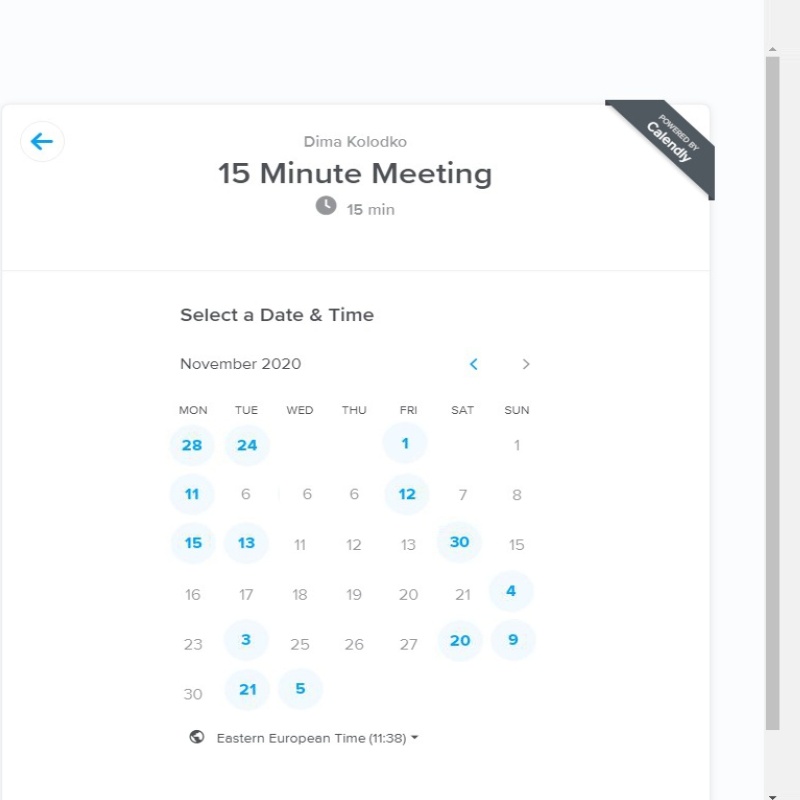 POWERED BY
Calendly
Dima Kolodko
15 Minute Meeting
15 min
Select a Date & Time
November 2020
MON TUE WED THU FRI SAT SUN
28 24 1 1
11 6 6 6 12 7 8
15 13 11 12 13 30 15
16 17 18 19 20 21 4
23 3 25 26 27 20 9
30 21 5
Eastern European Time (11:38)